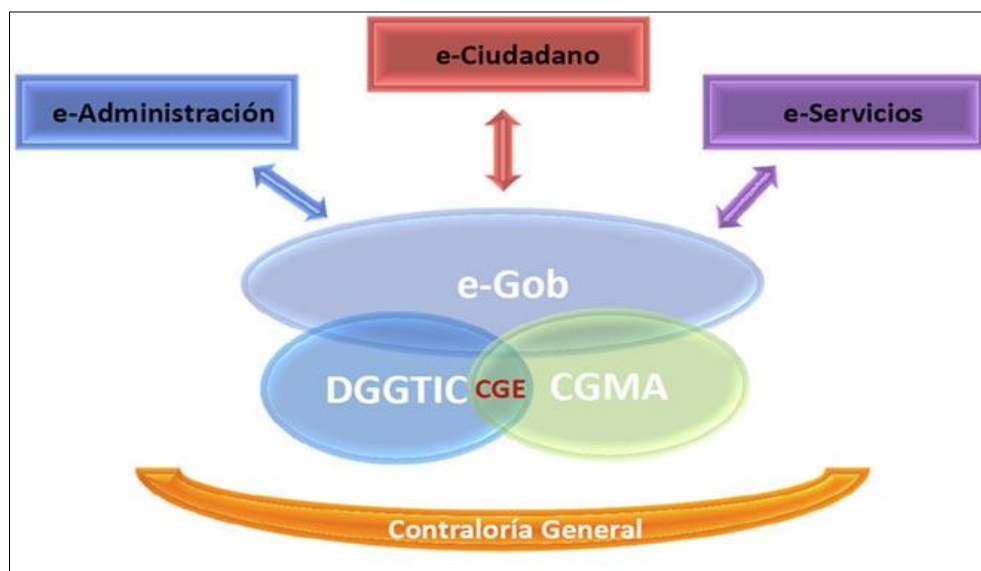 e-Ciudadano
e-Administración
e-Servicios
e-Gob
DGGTIC
CGE
CGMA
Contraloría General